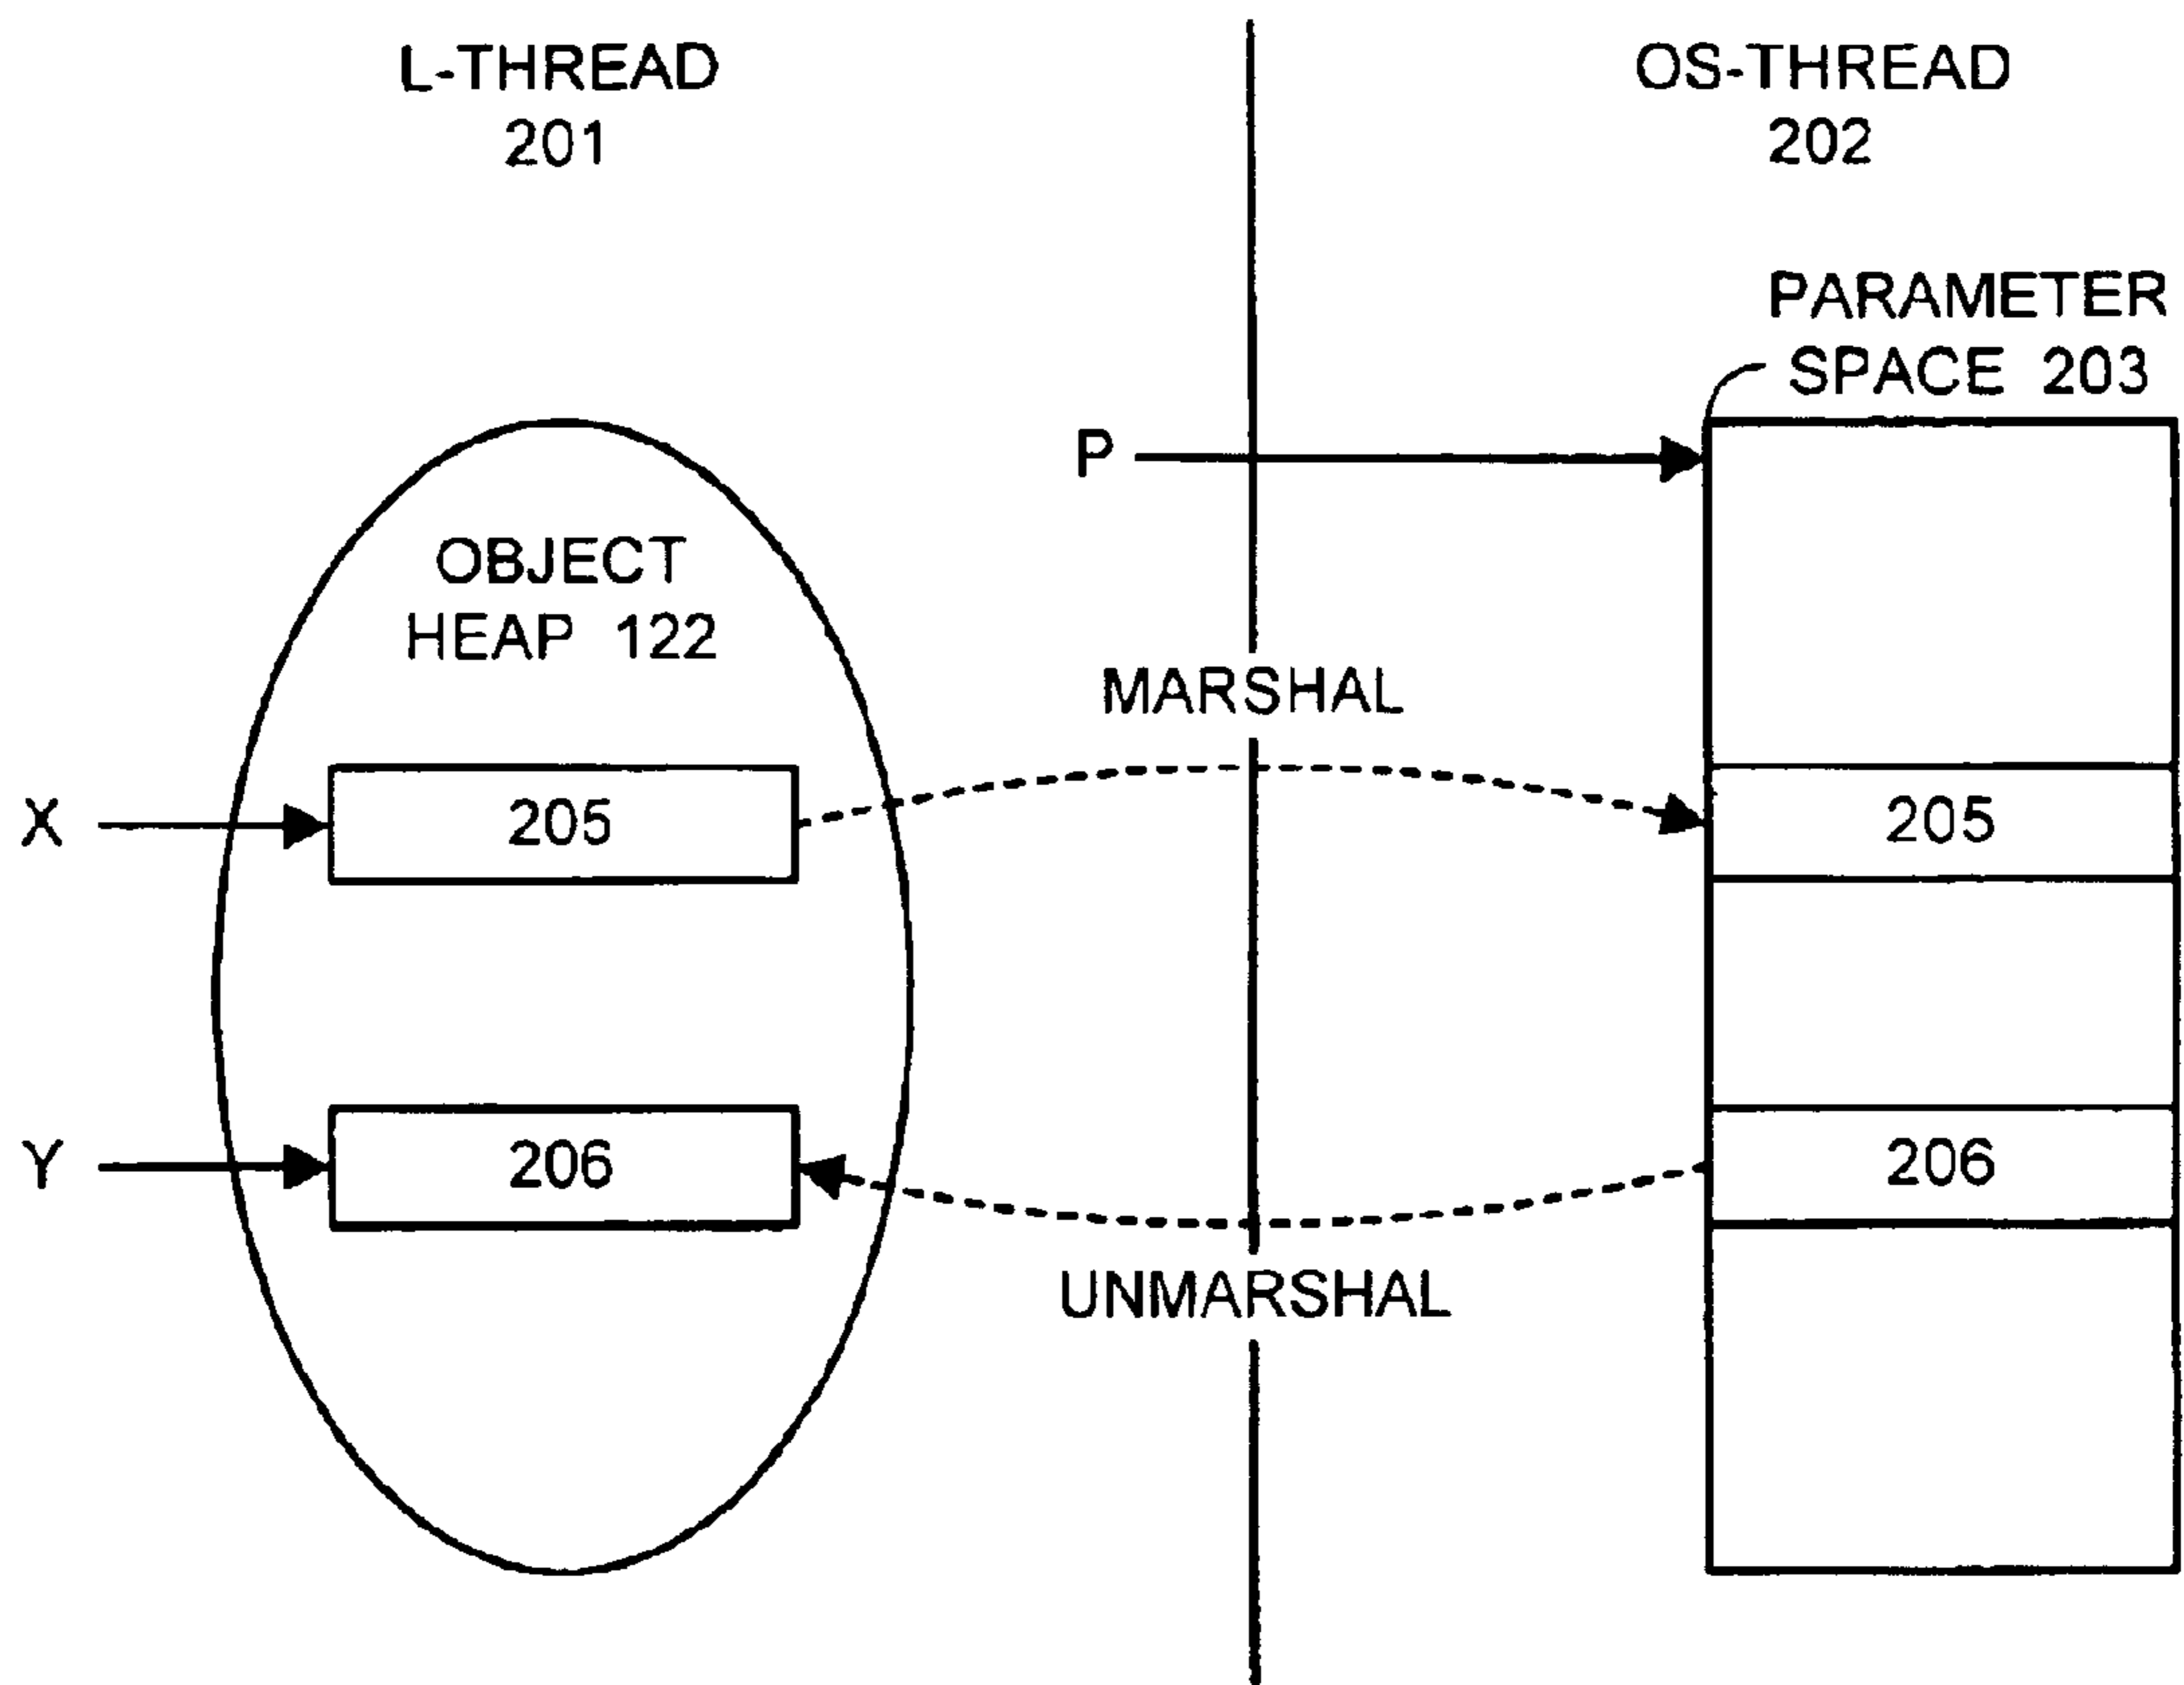 L-THREAD
201
OS-THREAD
202
PARAMETER
SPACE 203
P
OBJECT
HEAP 122
MARSHAL
X
205
205
Y
206
206
UNMARSHAL